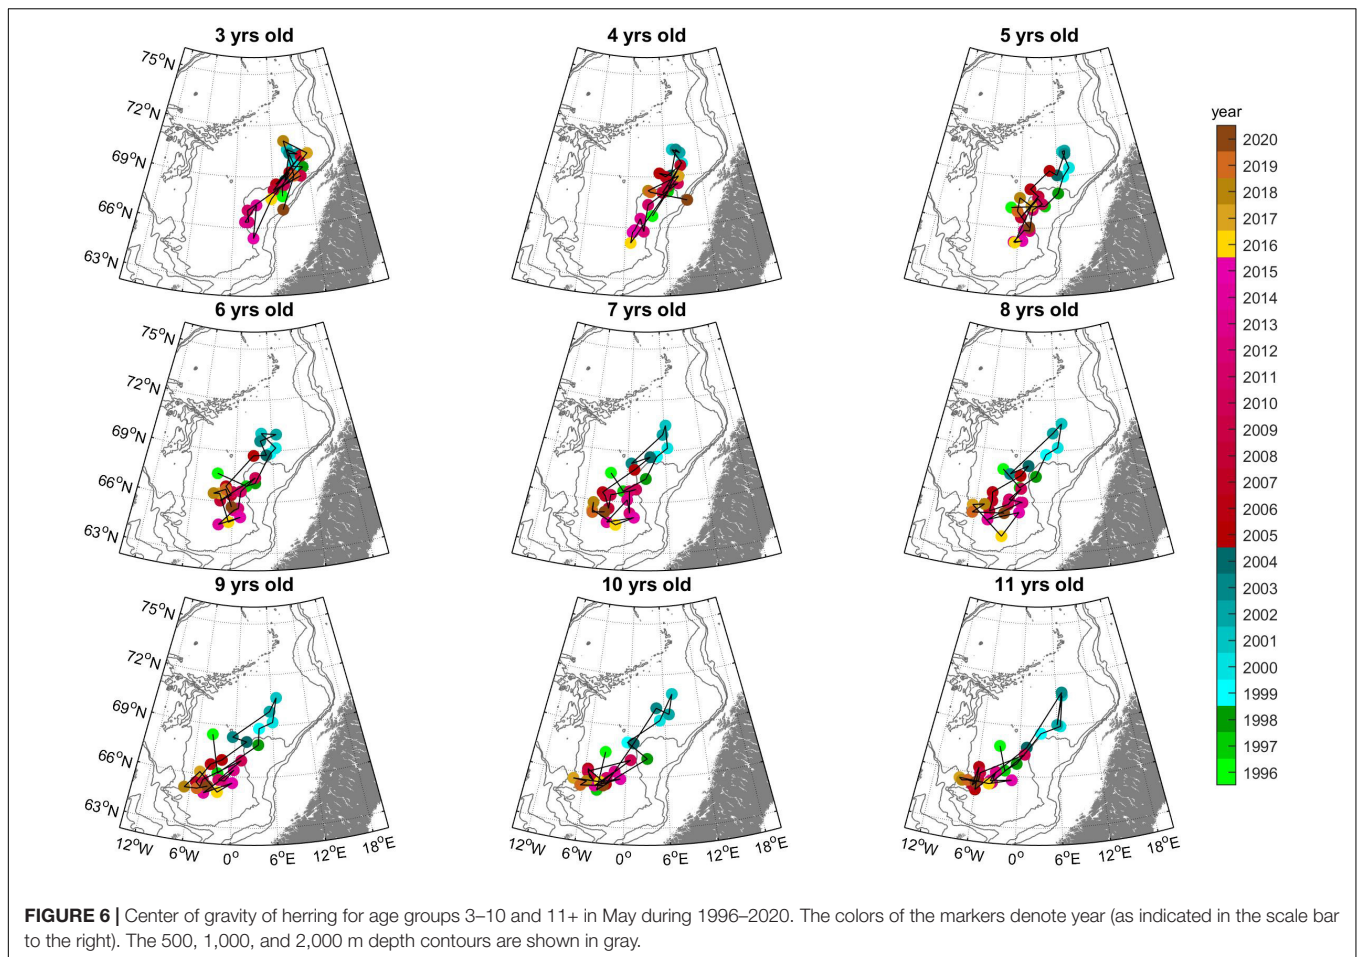 3 yrs old
4 yrs old
5 yrs old
75°N
72°N
69°N
66°N
63°N
6 yrs old
7 yrs old
8 yrs old
75°N
72°N
69°N
66°N
63°N
9 yrs old
10 yrs old
11 yrs old
75°N
72°N
69°N
66°N
63°N
12°W 6°W 0° 6°E 12°E 18°E
12°W 6°W 0° 6°E 12°E 18°E
12°W 6°W 0° 6°E 12°E 18°E
year
2020
2019
2018
2017
2016
2015
2014
2013
2012
2011
2010
2009
2008
2007
2006
2005
2004
2003
2002
2001
2000
1999
1998
1997
1996
FIGURE 6 | Center of gravity of herring for age groups 3–10 and 11+ in May during 1996–2020. The colors of the markers denote year (as indicated in the scale bar
to the right). The 500, 1,000, and 2,000 m depth contours are shown in gray.